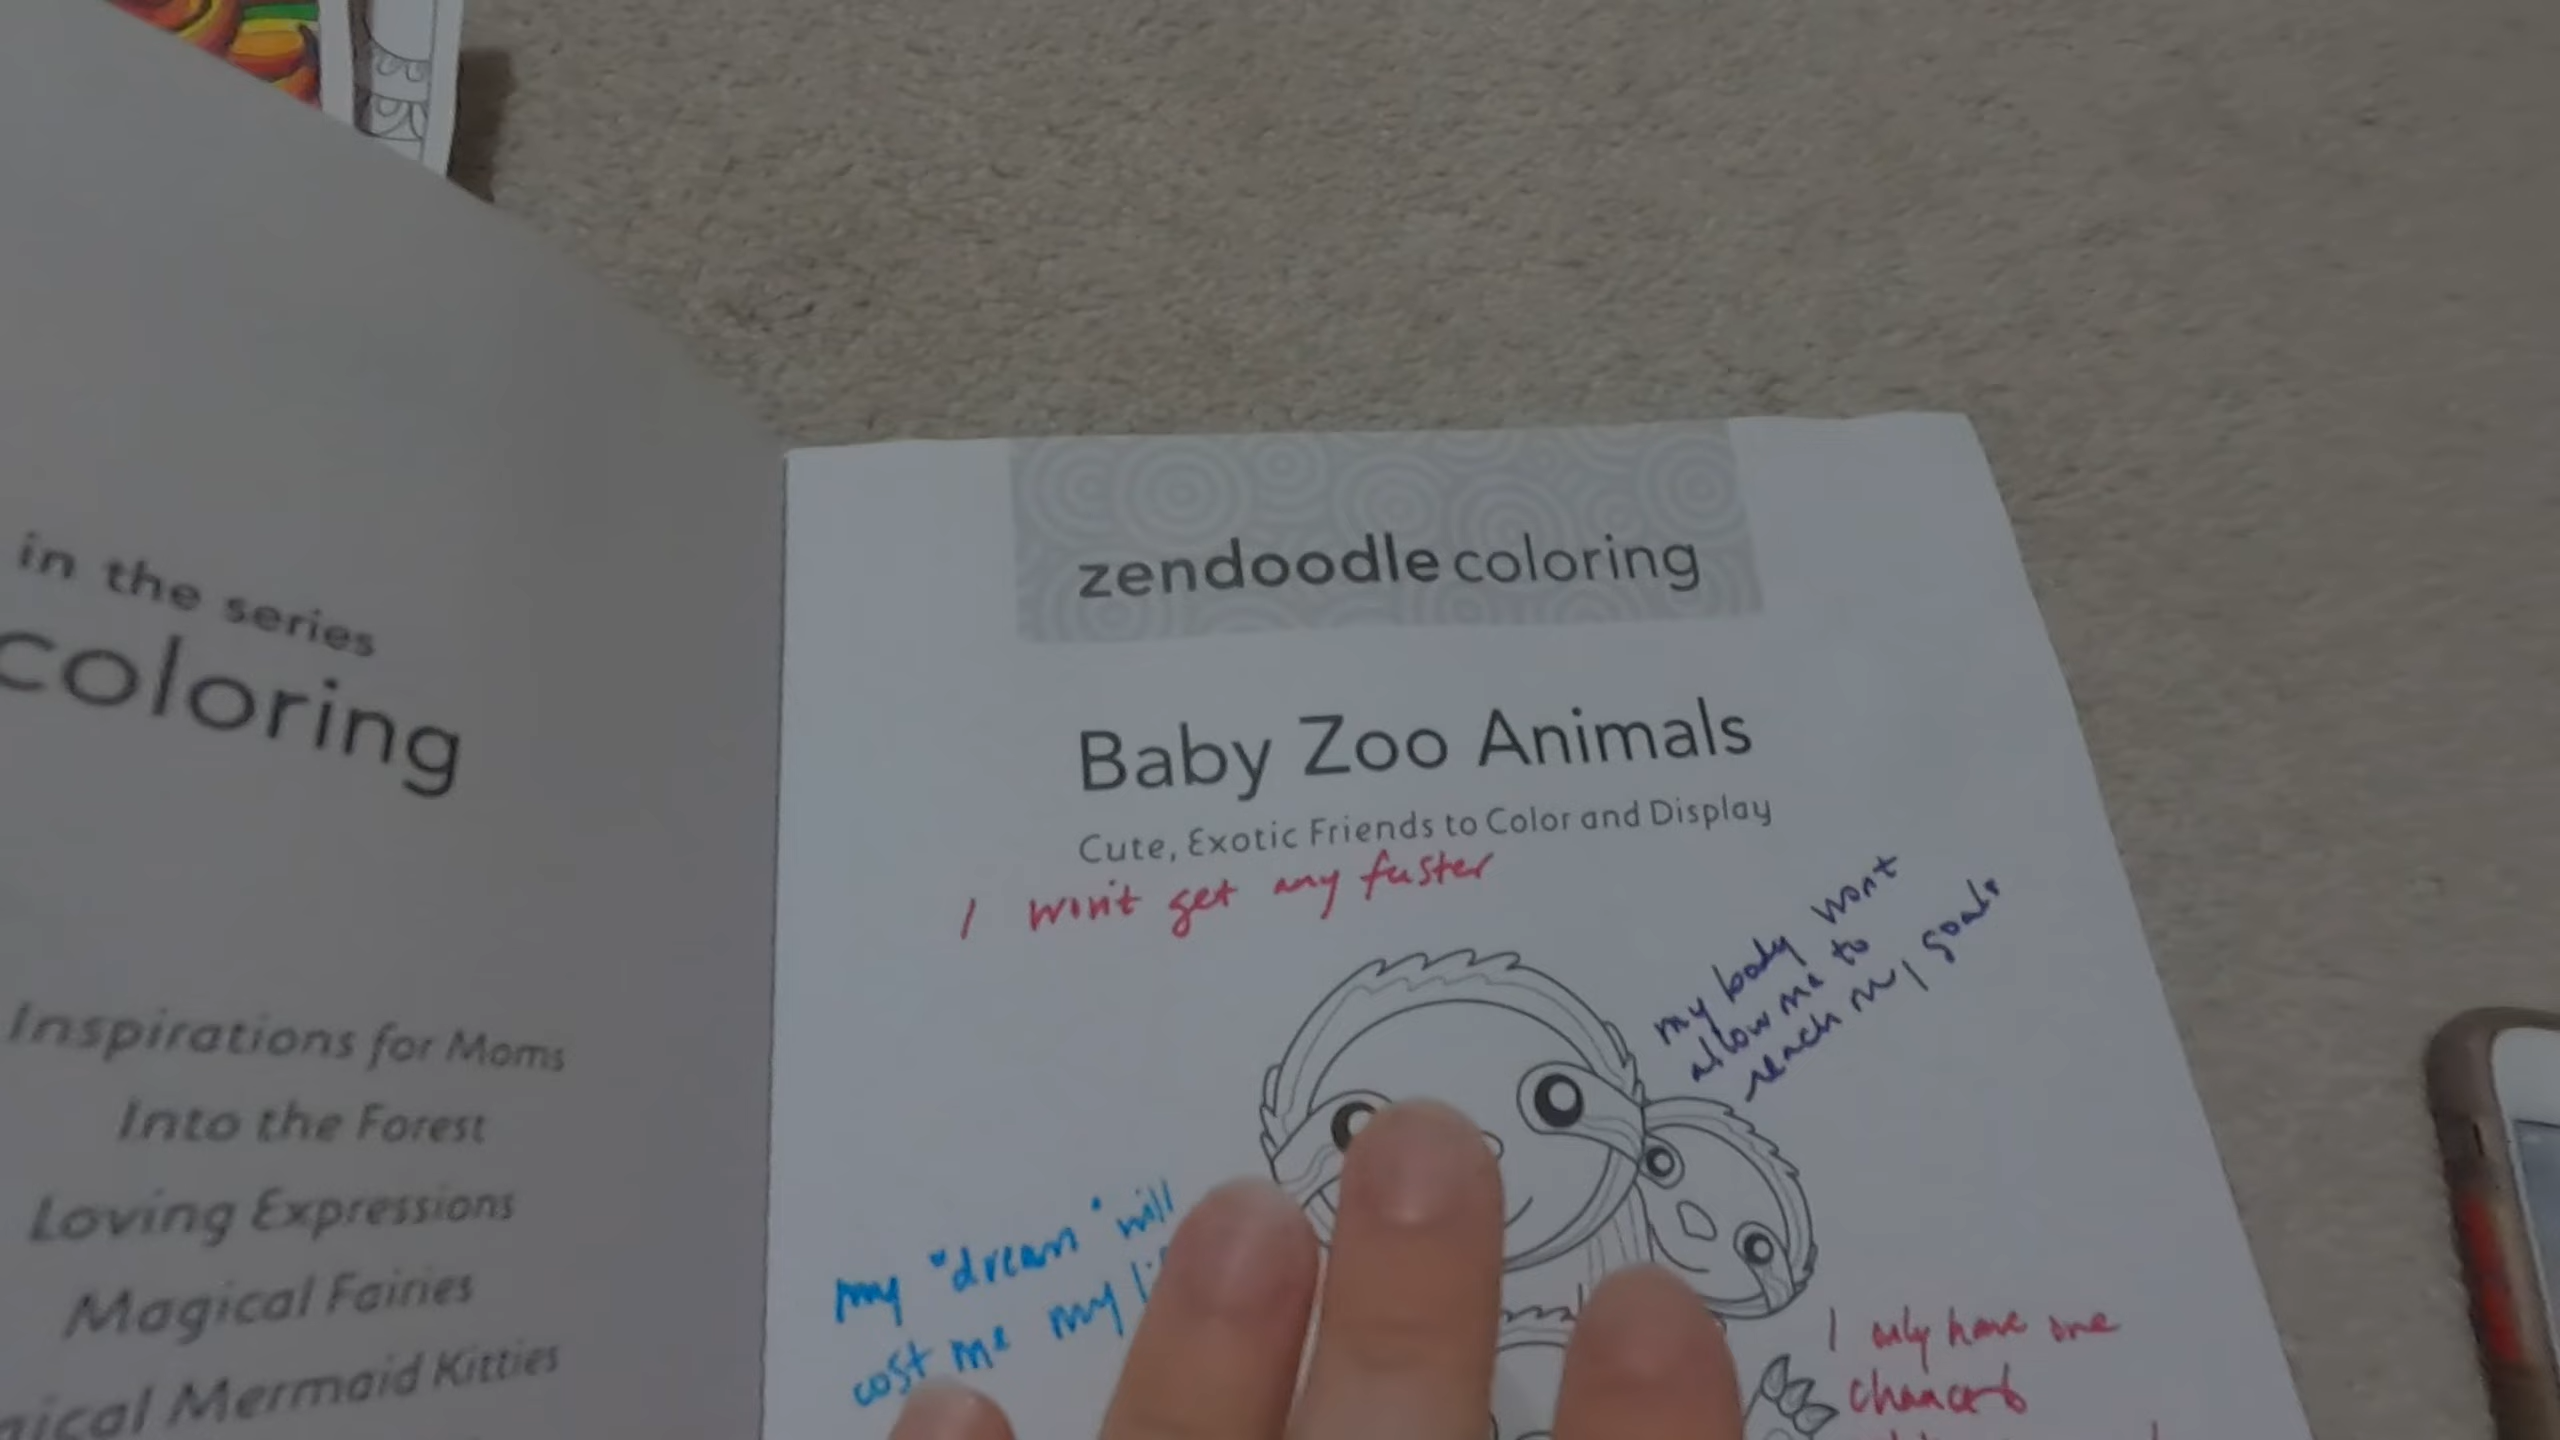 in the series
coloring
Inspirations for Moms
Into the Forest
Loving Expressions
Magical Fairies
Mermaid Kitties
zendoodle coloring
Baby Zoo Animals
Cute, Exotic Friends to Color and Display
I won't get any faster
my body wont
allow me to
reach my goals
my "dream" will
cost me my
I only have one
chance